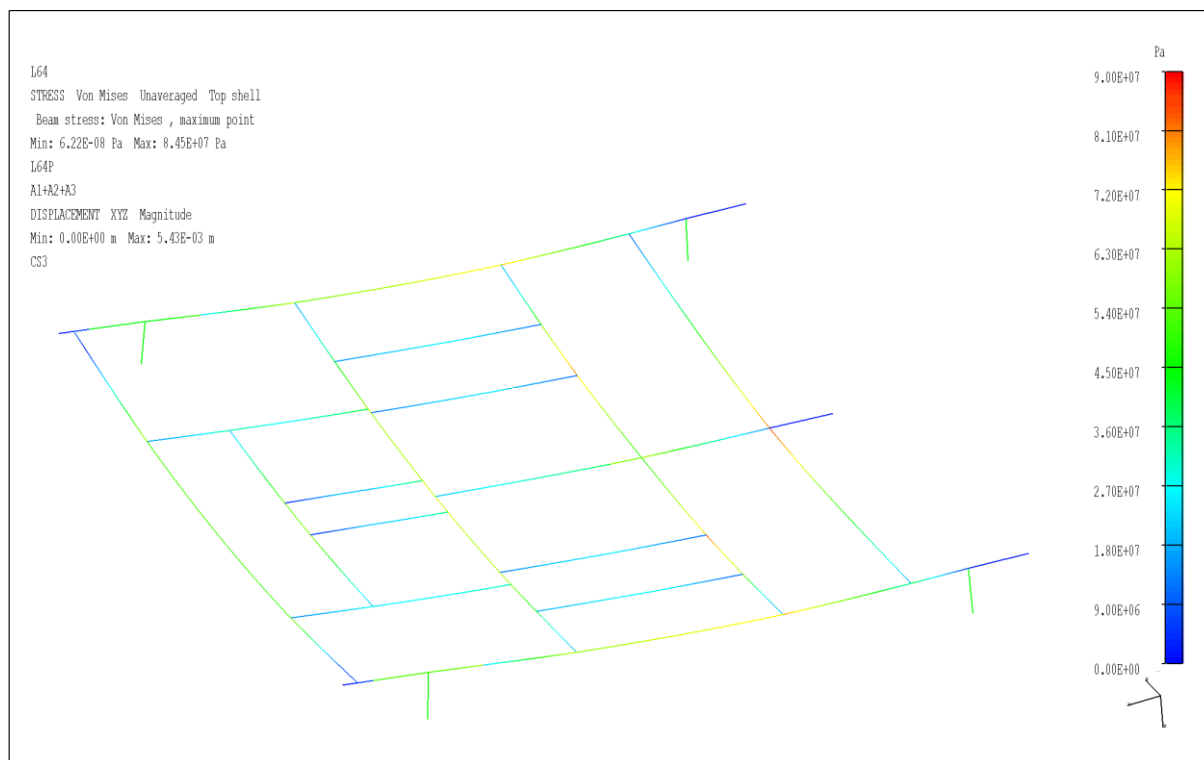 L64
STRESS Von Mises Unaveraged Top shell
Beam stress: Von Mises , maximum point
Min: 6.22E-08 Pa Max: 8.45E+07 Pa
L64P
A1+A2+A3
DISPLACEMENT XYZ Magnitude
Min: 0.00E+00 m Max: 5.43E-03 m
CS3
Pa
9.00E+07
8.10E+07
7.20E+07
6.30E+07
5.40E+07
4.50E+07
3.60E+07
2.70E+07
1.80E+07
9.00E+06
0.00E+00